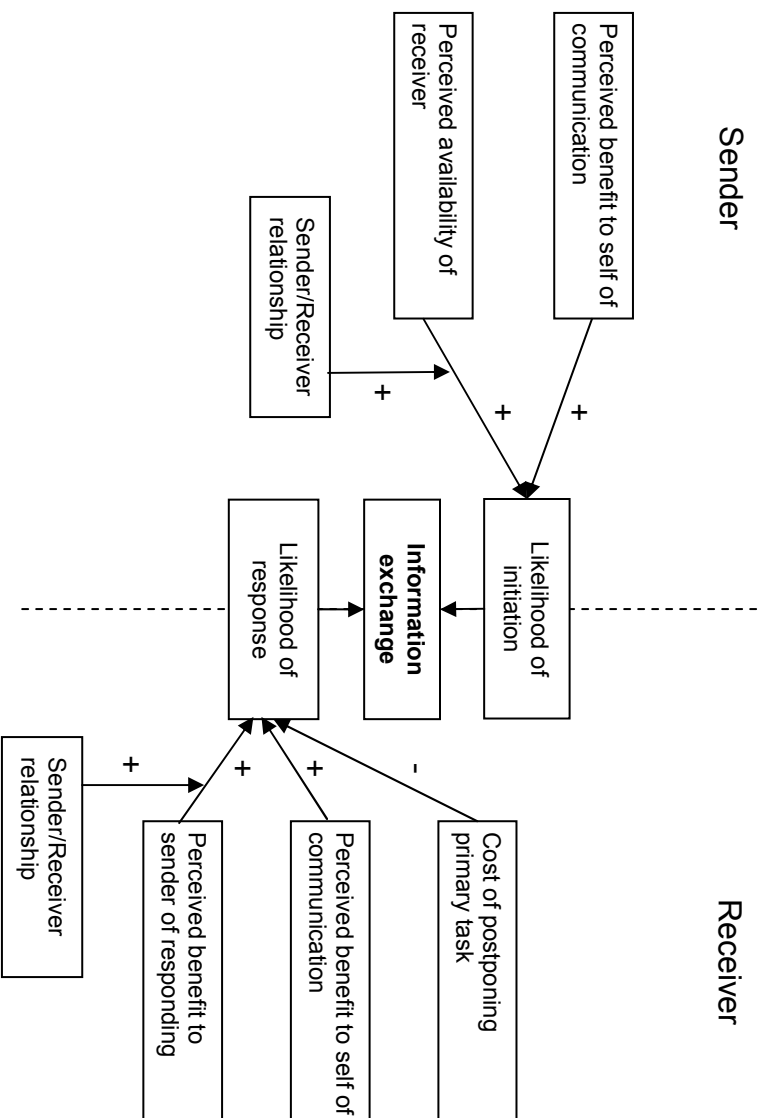 Sender
Receiver
Perceived benefit to self of
communication
+
Perceived availability of
receiver
+
Sender/Receiver
relationship
+
Likelihood of
initiation
Information
exchange
Likelihood of
response
Cost of postponing
primary task
-
Perceived benefit to self of
communication
+
Perceived benefit to
sender of responding
+
Sender/Receiver
relationship
+